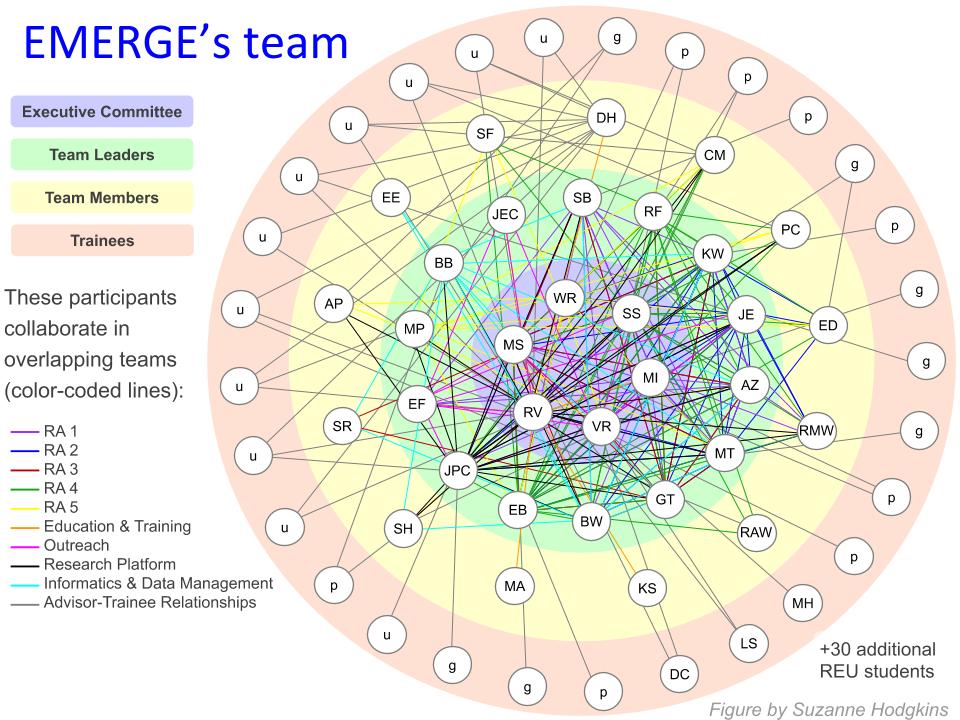 EMERGE’s team
Executive Committee
Team Leaders
Team Members
Trainees
These participants
collaborate in
overlapping teams
(color-coded lines):
RA 1
RA 2
RA 3
RA 4
RA 5
Education & Training
Outreach
Research Platform
Informatics & Data Management
Advisor-Trainee Relationships
u
g
u
p
u
p
u
p
u
g
u
p
u
g
u
g
u
g
u
p
u
p
p
MH
u
LS
g
DC
g
p
DH
SF
CM
EE
PC
AP
ED
SR
RMW
SH
RAW
MA
KS
SB
RF
JEC
KW
BB
JE
MP
AZ
EF
MT
JPC
GT
EB
BW
WR
SS
MS
MI
RV
VR
+30 additional
REU students
Figure by Suzanne Hodgkins